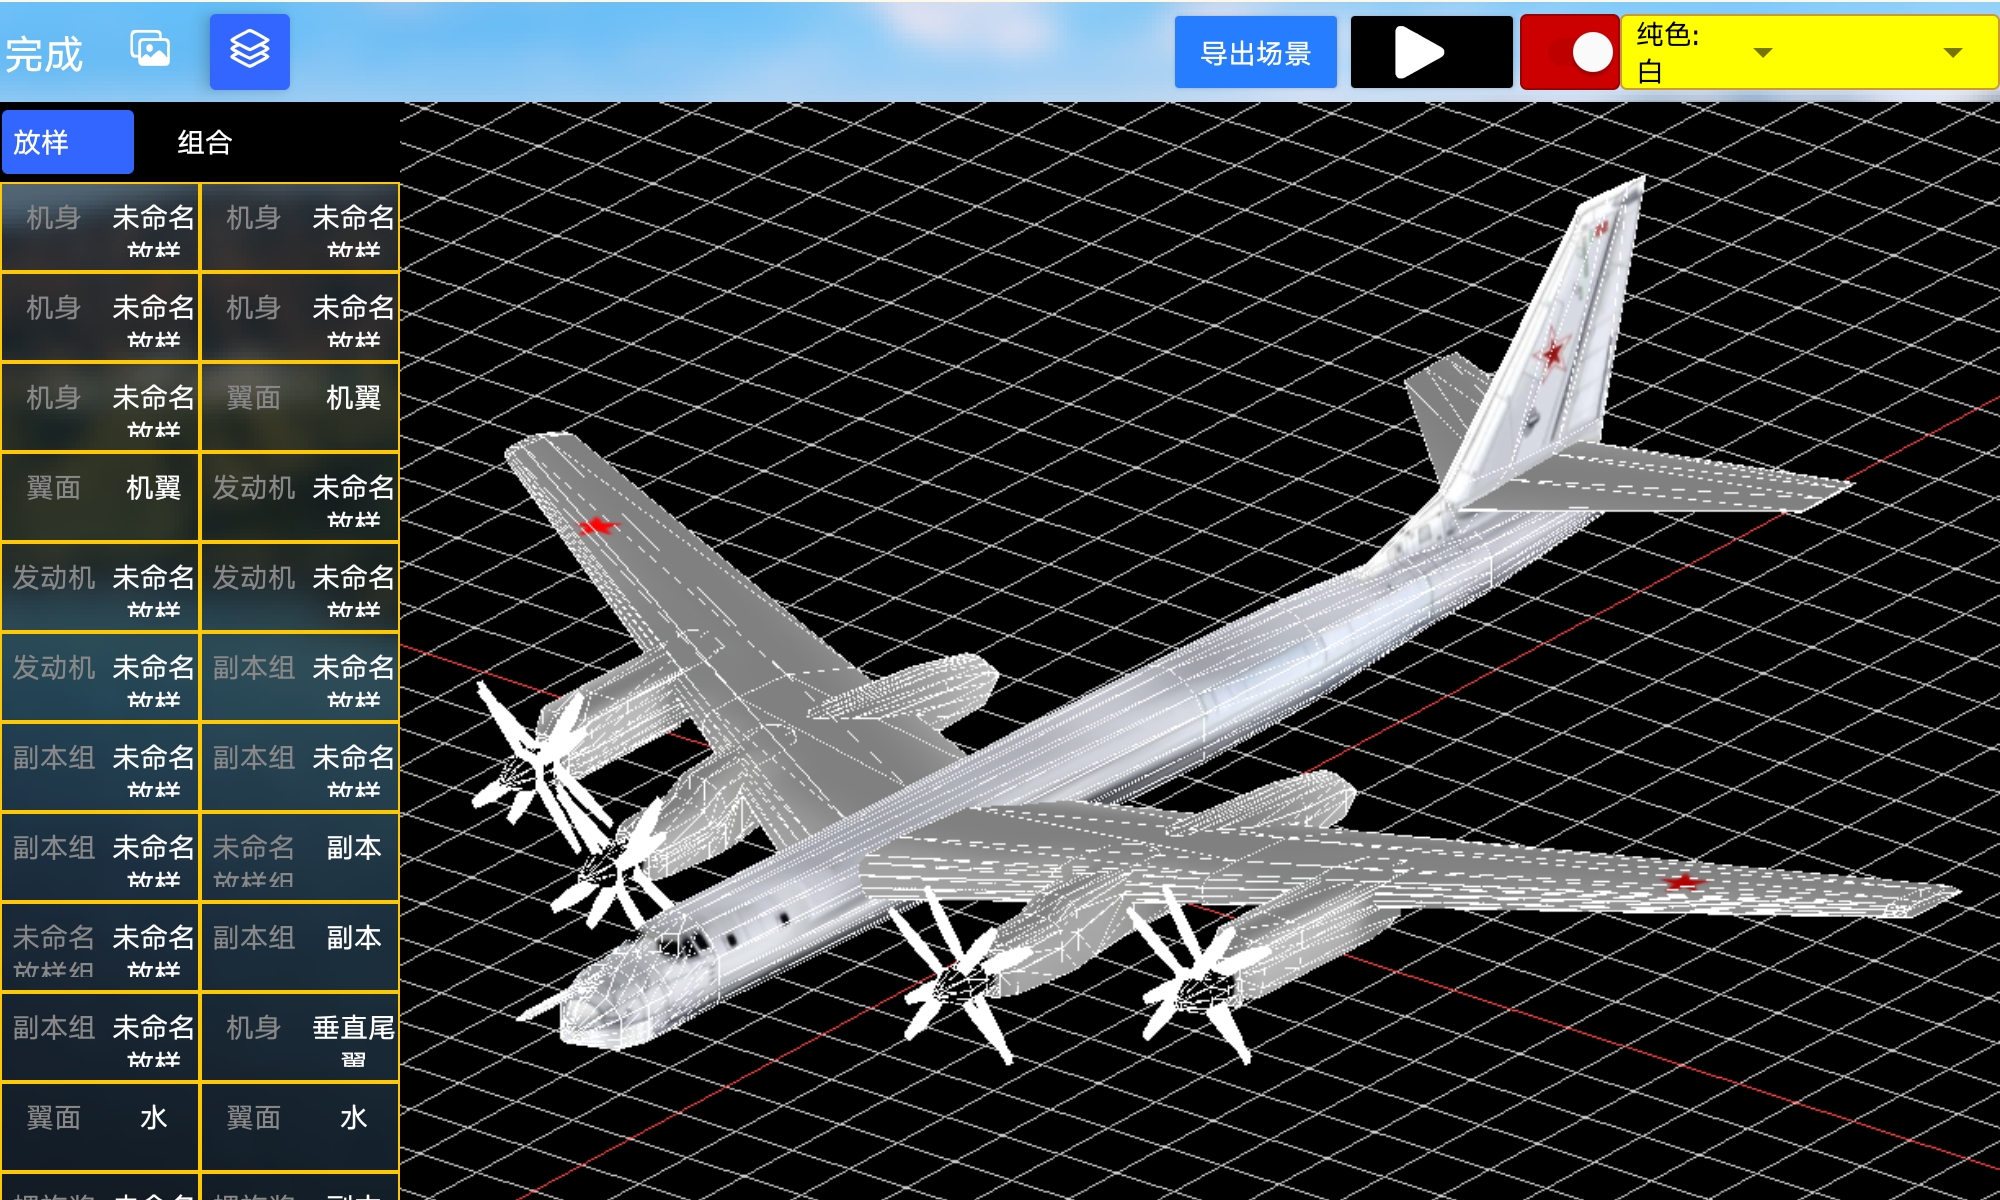 完成
导出场景
纯色:
白
放样 组合
机身 未命名放样 机身 未命名放样
机身 未命名放样 机身 未命名放样
机身 未命名放样 翼面 机翼
翼面 机翼 发动机 未命名放样
发动机 未命名放样 发动机 未命名放样
发动机 未命名放样 副本组 未命名放样
副本组 未命名放样 副本组 未命名放样
副本组 未命名放样 未命名放样组 副本
未命名放样组 未命名放样 副本组 副本
副本组 未命名放样 机身 垂直尾翼
翼面 水 翼面 水